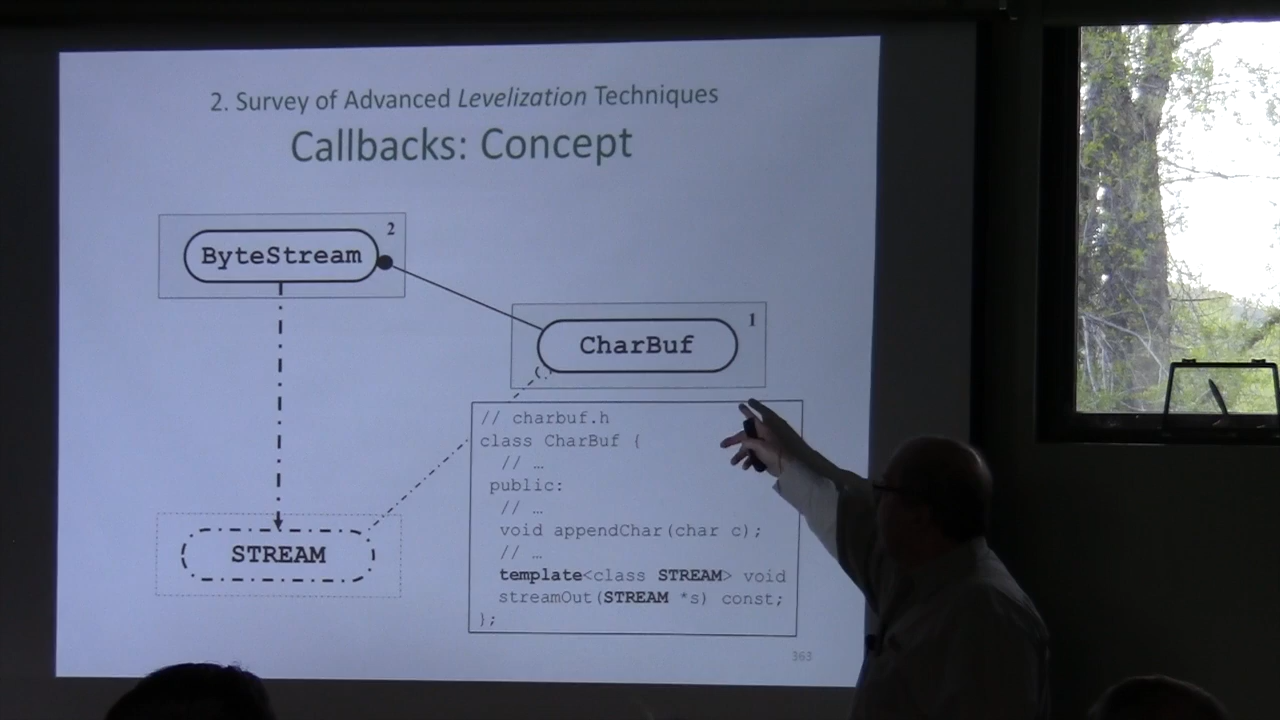 2. Survey of Advanced Levelization Techniques
Callbacks: Concept
2
ByteStream
1
CharBuf
// charbuf.h
class CharBuf {
// …
public:
// …
void appendChar(char c);
// …
template<class STREAM> void
streamOut(STREAM *s) const;
};
STREAM
363